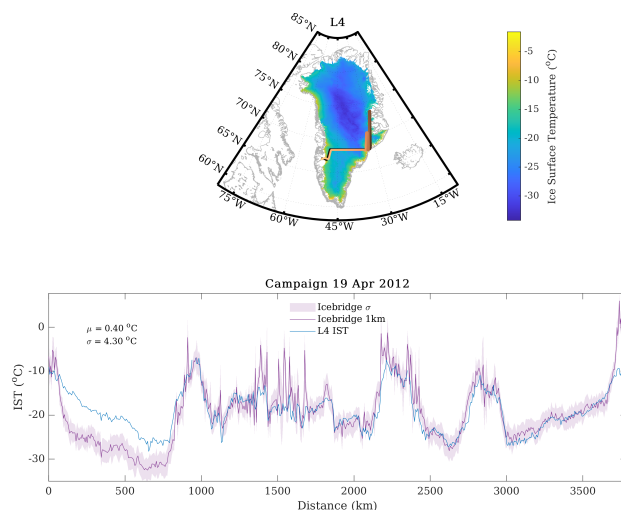 L4
85°N
80°N
75°N
70°N
65°N
60°N
75°W
60°W
45°W
30°W
15°W
-5
-10
-15
-20
-25
-30
Ice Surface Temperature (°C)
Campaign 19 Apr 2012
μ = 0.40 °C
σ = 4.30 °C
Icebridge σ
Icebridge 1km
L4 IST
0
-10
-20
-30
IST (°C)
0
500
1000
1500
2000
2500
3000
3500
Distance (km)